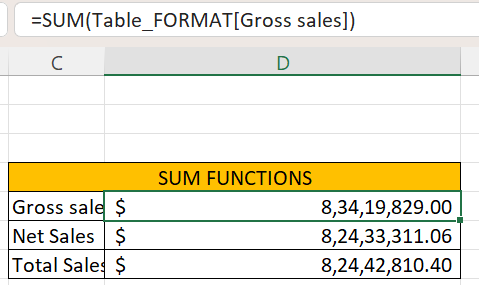 =SUM(Table_FORMAT[Gross sales])
C D
SUM FUNCTIONS
Gross sale $ 8,34,19,829.00
Net Sales $ 8,24,33,311.06
Total Sales $ 8,24,42,810.40